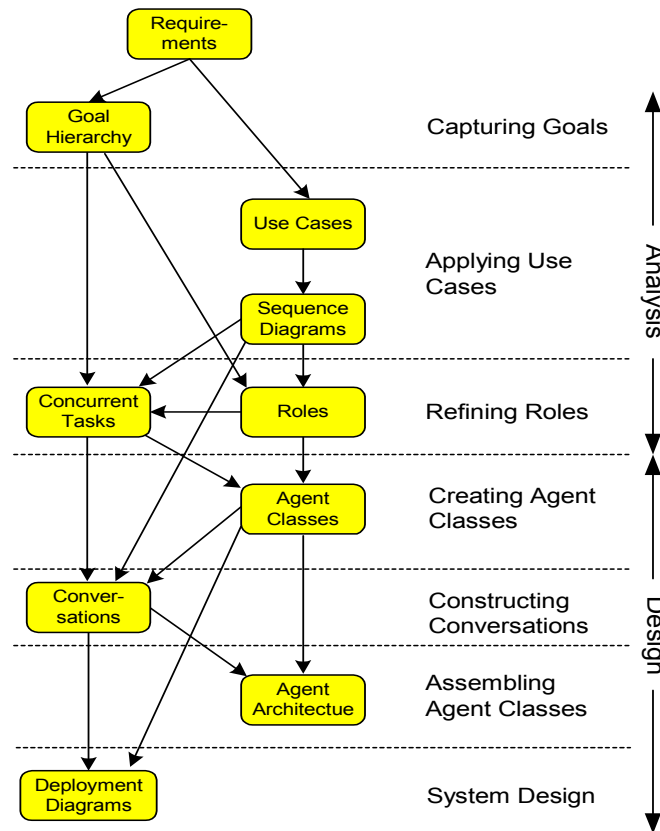 Require-
ments
Goal
Hierarchy
Capturing Goals
Use Cases
Applying Use
Cases
Sequence
Diagrams
Analysis
Concurrent
Tasks
Roles
Refining Roles
Agent
Classes
Creating Agent
Classes
Conver-
sations
Constructing
Conversations
Design
Agent
Architectue
Assembling
Agent Classes
Deployment
Diagrams
System Design